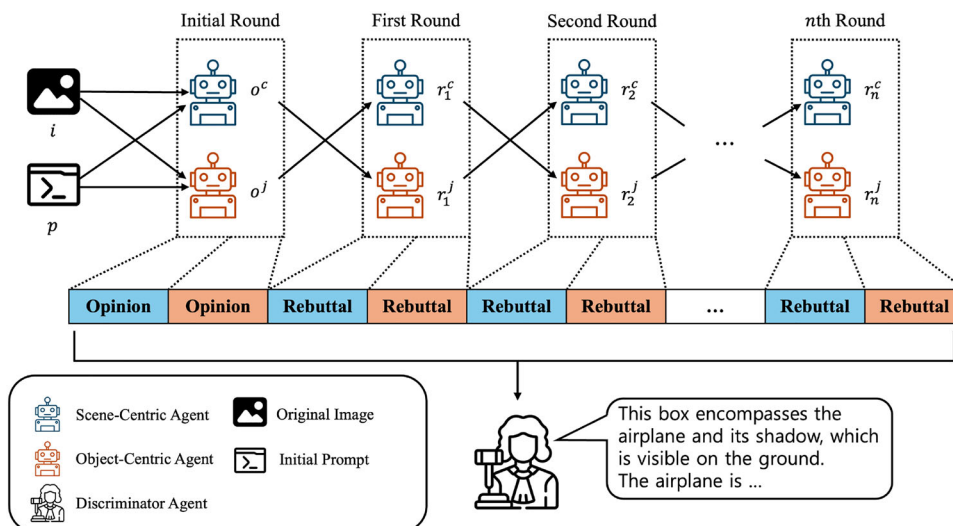 Initial Round
First Round
Second Round
nth Round
i
p
o^c
o^j
r_1^c
r_1^j
r_2^c
r_2^j
...
r_n^c
r_n^j
Opinion
Opinion
Rebuttal
Rebuttal
Rebuttal
Rebuttal
...
Rebuttal
Rebuttal
Scene-Centric Agent
Original Image
Object-Centric Agent
Initial Prompt
Discriminator Agent
This box encompasses the
airplane and its shadow, which
is visible on the ground.
The airplane is ...